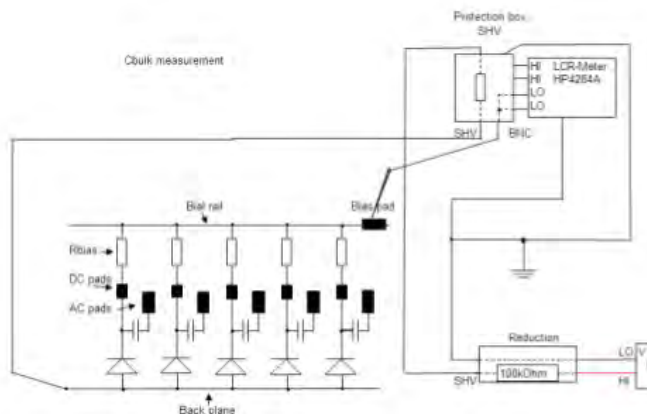 Protection box
SHV
Cbulk measurement
HI
LCR-Meter
HI
HP4284A
LO
LO
SHV
BNC
Bial rail
Bias pad
Rbias
DC pads
AC pads
Reduction
LO
V
100kOhm
SHV
HI
Back plane